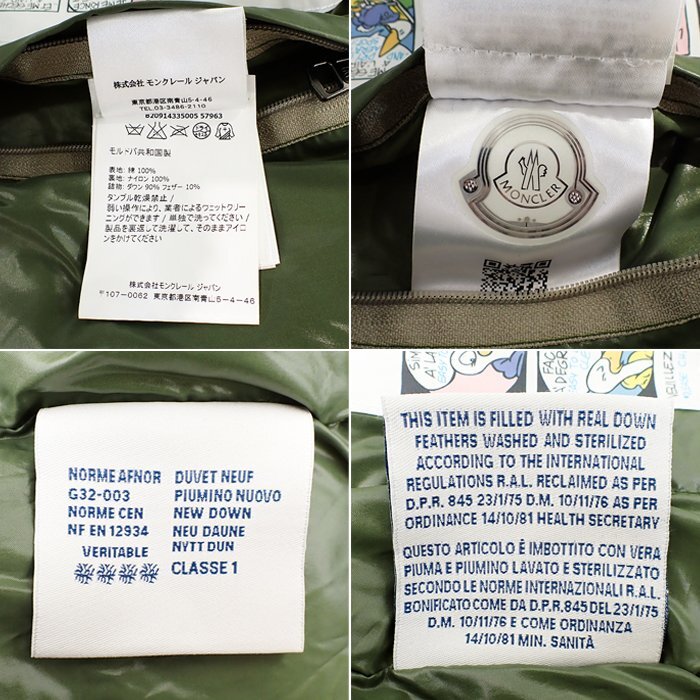 株式会社 モンクレール ジャパン
東京都港区南青山5-4-46
TEL.03-3486-2110
B20914335005 57963
モルドバ共和国製
表地: 綿 100%
裏地: ナイロン 100%
詰物: ダウン 90% フェザー 10%
タンブル乾燥禁止/
弱い操作により、業者によるウェットクリー
ニングができます/単独で洗ってください/
製品を裏返して洗濯して、そのままアイロ
ンをかけてください
株式会社モンクレール ジャパン
〒107-0062 東京都港区南青山5-4-46
MONCLER
NORME AFNOR DUVET NEUF
G32-003 PIUMINO NUOVO
NORME CEN NEW DOWN
NF EN 12934 NEU DAUNE
VERITABLE NYTT DUN
CLASSE 1
THIS ITEM IS FILLED WITH REAL DOWN
FEATHERS WASHED AND STERILIZED
ACCORDING TO THE INTERNATIONAL
REGULATIONS R.A.L. RECLAIMED AS PER
D.P.R. 845 23/1/75 D.M. 10/11/76 AS PER
ORDINANCE 14/10/81 HEALTH SECRETARY
QUESTO ARTICOLO È IMBOTTITO CON VERA
PIUMA E PIUMINO LAVATO E STERILIZZATO
SECONDO LE NORME INTERNAZIONALI R.A.L.
BONIFICATO COME DA D.P.R. 845 DEL 23/1/75
D.M. 10/11/76 E COME ORDINANZA
14/10/81 MIN. SANITÀ